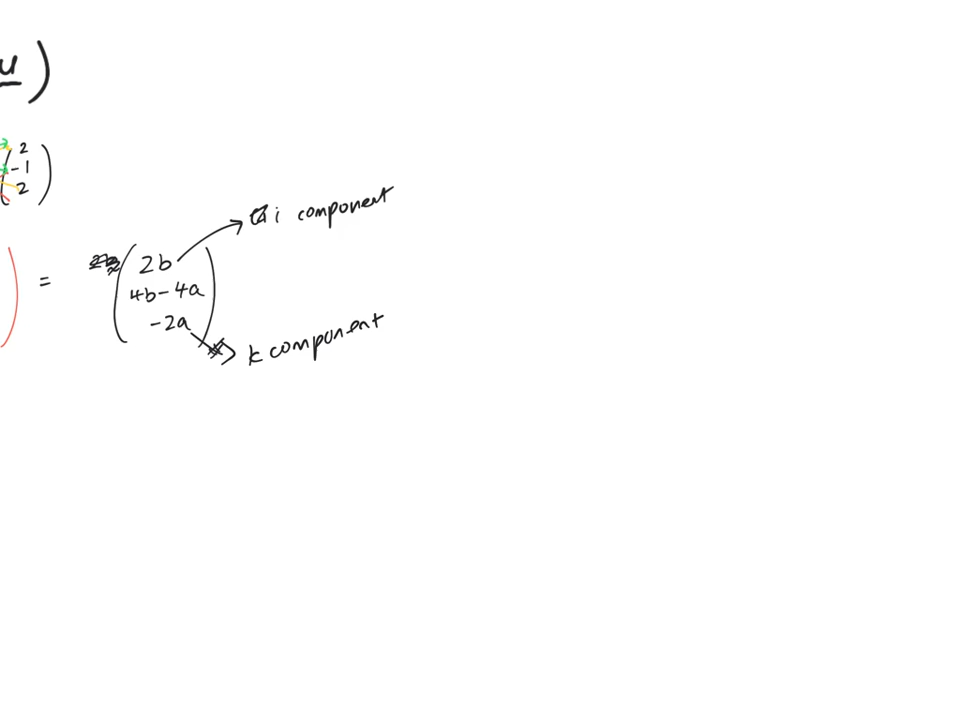 u )
( 2
-1
2 )
) = ( 2b
4b - 4a
-2a )
i component
k component